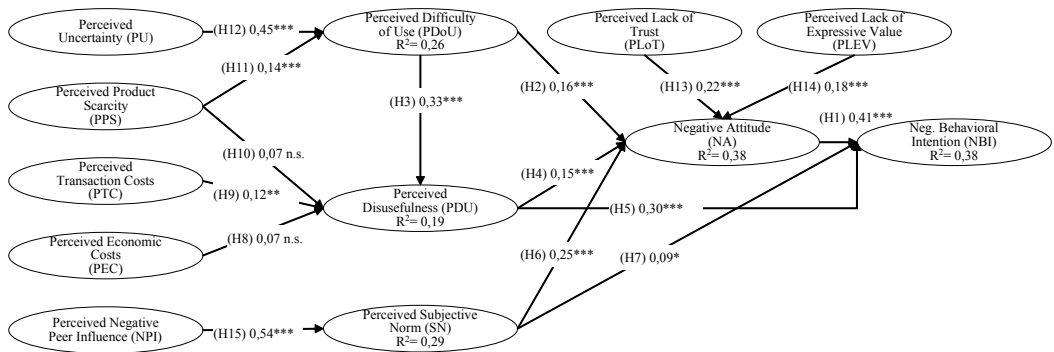 Perceived
Uncertainty (PU)
(H12) 0,45***
Perceived Difficulty
of Use (PDoU)
R²= 0,26
Perceived Lack of
Trust
(PLoT)
Perceived Lack of
Expressive Value
(PLEV)
(H11) 0,14***
(H2) 0,16***
(H13) 0,22***
(H14) 0,18***
Perceived Product
Scarcity
(PPS)
(H3) 0,33***
(H1) 0,41***
Negative Attitude
(NA)
R²= 0,38
Neg. Behavioral
Intention (NBI)
R²= 0,38
(H10) 0,07 n.s.
Perceived
Transaction Costs
(PTC)
(H9) 0,12**
(H4) 0,15***
Perceived
Disusefulness (PDU)
R²= 0,19
(H5) 0,30***
(H8) 0,07 n.s.
Perceived Economic
Costs
(PEC)
(H6) 0,25***
(H7) 0,09*
Perceived Negative
Peer Influence (NPI)
(H15) 0,54***
Perceived Subjective
Norm (SN)
R²= 0,29